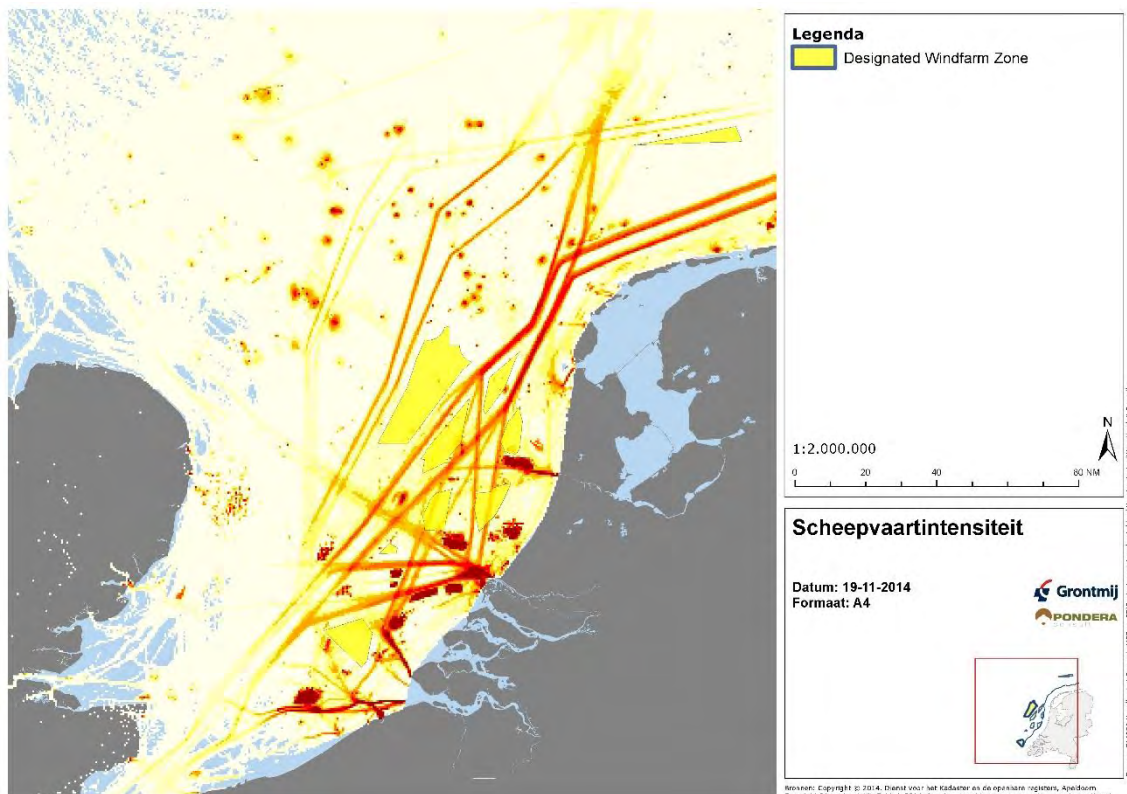 Legenda
Designated Windfarm Zone
N
1:2.000.000
0 20 40 80 NM
Scheepvaartintensiteit
Datum: 19-11-2014
Formaat: A4
Grontmij
PONDERA
Bronnen: Copyright © 2014, Dienst voor het Kadaster en de openbare registers, Apeldoorn